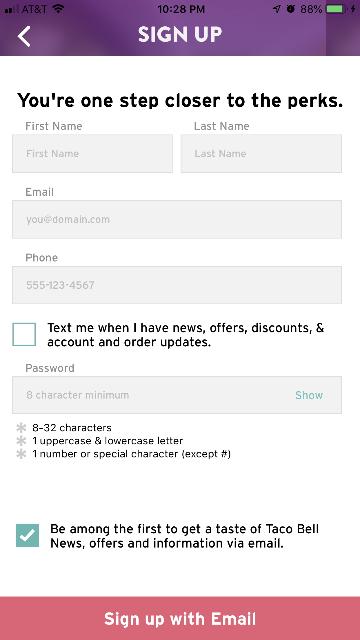 AT&T 10:28 PM 88%
SIGN UP
You're one step closer to the perks.
First Name Last Name
First Name Last Name
Email
you@domain.com
Phone
555-123-4567
Text me when I have news, offers, discounts, &
account and order updates.
Password
8 character minimum Show
8-32 characters
1 uppercase & lowercase letter
1 number or special character (except #)
Be among the first to get a taste of Taco Bell
News, offers and information via email.
Sign up with Email